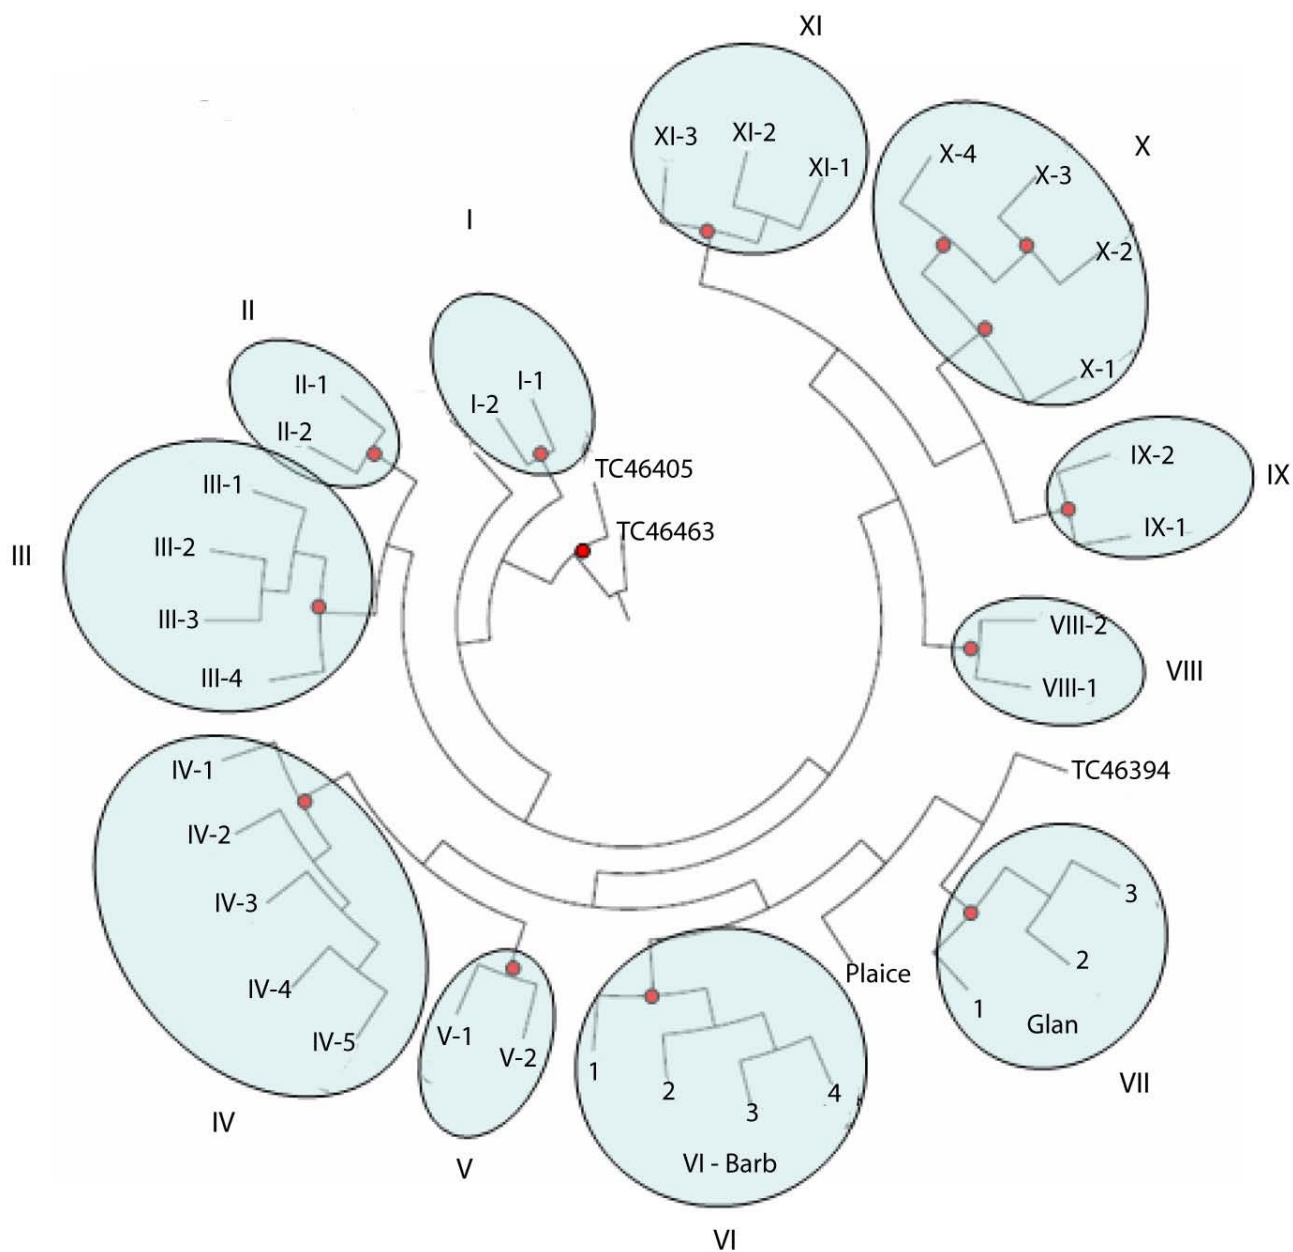 XI
XI-3
XI-2
XI-1
X
X-4
X-3
X-2
X-1
I
I-1
I-2
II
II-1
II-2
TC46405
TC46463
III
III-1
III-2
III-3
III-4
IX
IX-2
IX-1
VIII-2
VIII-1
VIII
TC46394
IV-1
IV-2
IV-3
IV-4
IV-5
IV
V-1
V-2
V
1
2
3
4
VI - Barb
VI
Plaice
3
2
1
Glan
VII